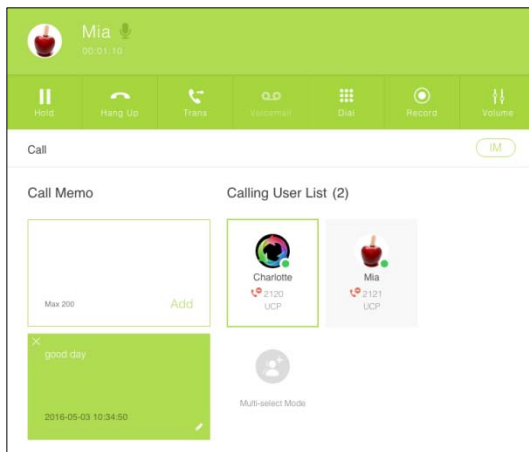 Mia
00:01:10
Hold Hang Up Trans Voicemail Dial Record Volume
Call IM
Call Memo Calling User List (2)
Max 200 Add
Charlotte Mia
2120 2121
UCP UCP
good day
2016-05-03 10:34:50
Multi-select Mode